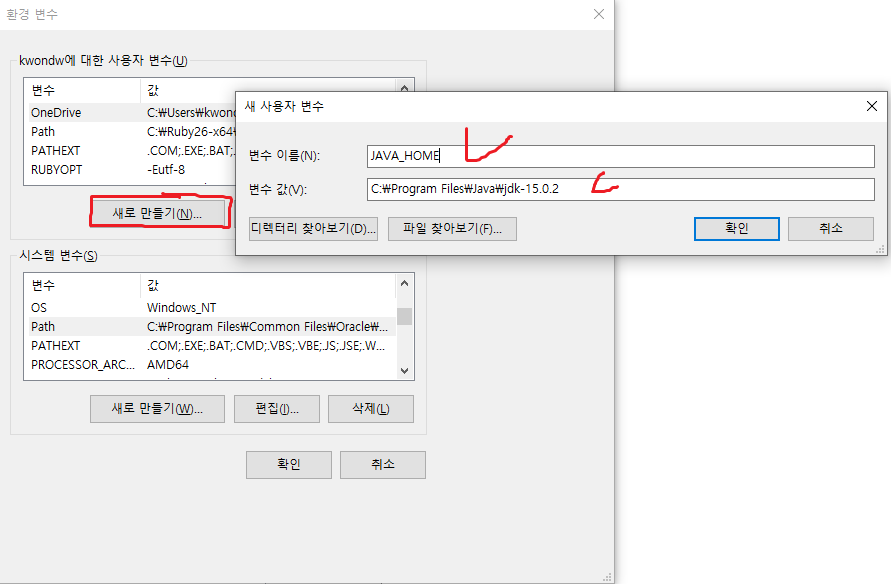 환경 변수
kwondw에 대한 사용자 변수(U)
변수 값
OneDrive C:₩Users₩kwond
Path C:₩Ruby26-x64₩
PATHEXT .COM;.EXE;.BAT;.
RUBYOPT -Eutf-8
새로 만들기(N)...
새 사용자 변수
변수 이름(N): JAVA_HOME
변수 값(V): C:₩Program Files₩Java₩jdk-15.0.2
디렉터리 찾아보기(D)... 파일 찾아보기(F)... 확인 취소
시스템 변수(S)
변수 값
OS Windows_NT
Path C:₩Program Files₩Common Files₩Oracle₩...
PATHEXT .COM;.EXE;.BAT;.CMD;.VBS;.VBE;.JS;.JSE;.W...
PROCESSOR_ARC... AMD64
새로 만들기(W)... 편집(I)... 삭제(L)
확인 취소